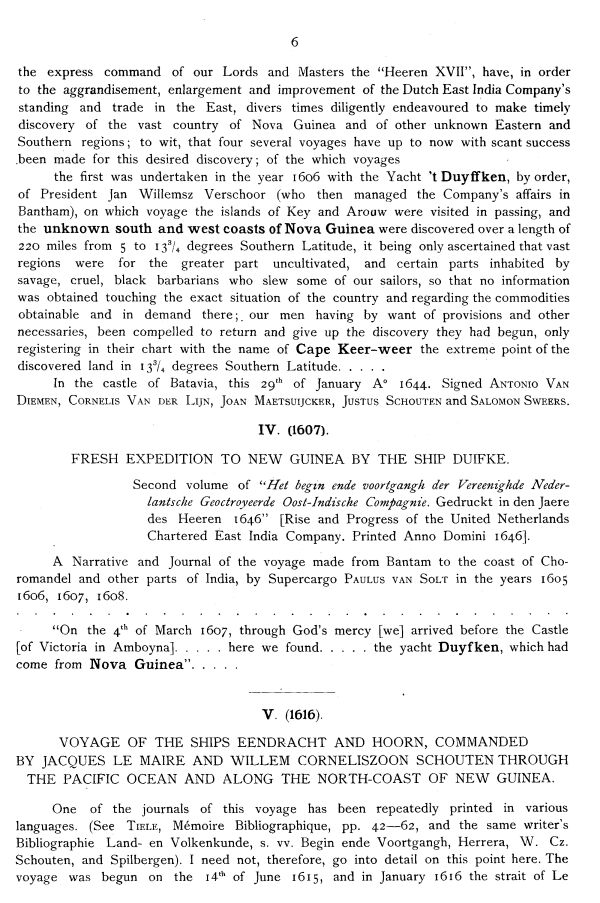 6
the express command of our Lords and Masters the "Heeren XVII", have, in order
to the aggrandisement, enlargement and improvement of the Dutch East India Company's
standing and trade in the East, divers times diligently endeavoured to make timely
discovery of the vast country of Nova Guinea and of other unknown Eastern and
Southern regions; to wit, that four several voyages have up to now with scant success
been made for this desired discovery; of the which voyages
the first was undertaken in the year 1606 with the Yacht 't Duyffken, by order,
of President Jan Willemsz Verschoor (who then managed the Company's affairs in
Bantham), on which voyage the islands of Key and Arouw were visited in passing, and
the unknown south and west coasts of Nova Guinea were discovered over a length of
220 miles from 5 to 13 3/4 degrees Southern Latitude, it being only ascertained that vast
regions were for the greater part uncultivated, and certain parts inhabited by
savage, cruel, black barbarians who slew some of our sailors, so that no information
was obtained touching the exact situation of the country and regarding the commodities
obtainable and in demand there; our men having by want of provisions and other
necessaries, been compelled to return and give up the discovery they had begun, only
registering in their chart with the name of Cape Keer-weer the extreme point of the
discovered land in 13 3/4 degrees Southern Latitude. . . . .
In the castle of Batavia, this 29th of January Aº 1644. Signed ANTONIO VAN
DIEMEN, CORNELIS VAN DER LIJN, JOAN MAETSUIJCKER, JUSTUS SCHOUTEN and SALOMON SWEERS.
IV. (1607).
FRESH EXPEDITION TO NEW GUINEA BY THE SHIP DUIFKE.
Second volume of "Het begin ende voortgangh der Vereenighde Neder-
lantsche Geoctroyeerde Oost-Indische Compagnie. Gedruckt in den Jaere
des Heeren 1646" [Rise and Progress of the United Netherlands
Chartered East India Company. Printed Anno Domini 1646].
A Narrative and Journal of the voyage made from Bantam to the coast of Cho-
romandel and other parts of India, by Supercargo PAULUS VAN SOLT in the years 1605
1606, 1607, 1608.
. . . . . . . . . . . . . . . . . . . . . . . . . . . . . .
"On the 4th of March 1607, through God's mercy [we] arrived before the Castle
[of Victoria in Amboyna]. . . . . here we found. . . . . the yacht Duyfken, which had
come from Nova Guinea". . . . .
V. (1616).
VOYAGE OF THE SHIPS EENDRACHT AND HOORN, COMMANDED
BY JACQUES LE MAIRE AND WILLEM CORNELISZOON SCHOUTEN THROUGH
THE PACIFIC OCEAN AND ALONG THE NORTH-COAST OF NEW GUINEA.
One of the journals of this voyage has been repeatedly printed in various
languages. (See TIELE, Mémoire Bibliographique, pp. 42—62, and the same writer's
Bibliographie Land- en Volkenkunde, s. vv. Begin ende Voortgangh, Herrera, W. Cz.
Schouten, and Spilbergen). I need not, therefore, go into detail on this point here. The
voyage was begun on the 14th of June 1615, and in January 1616 the strait of Le